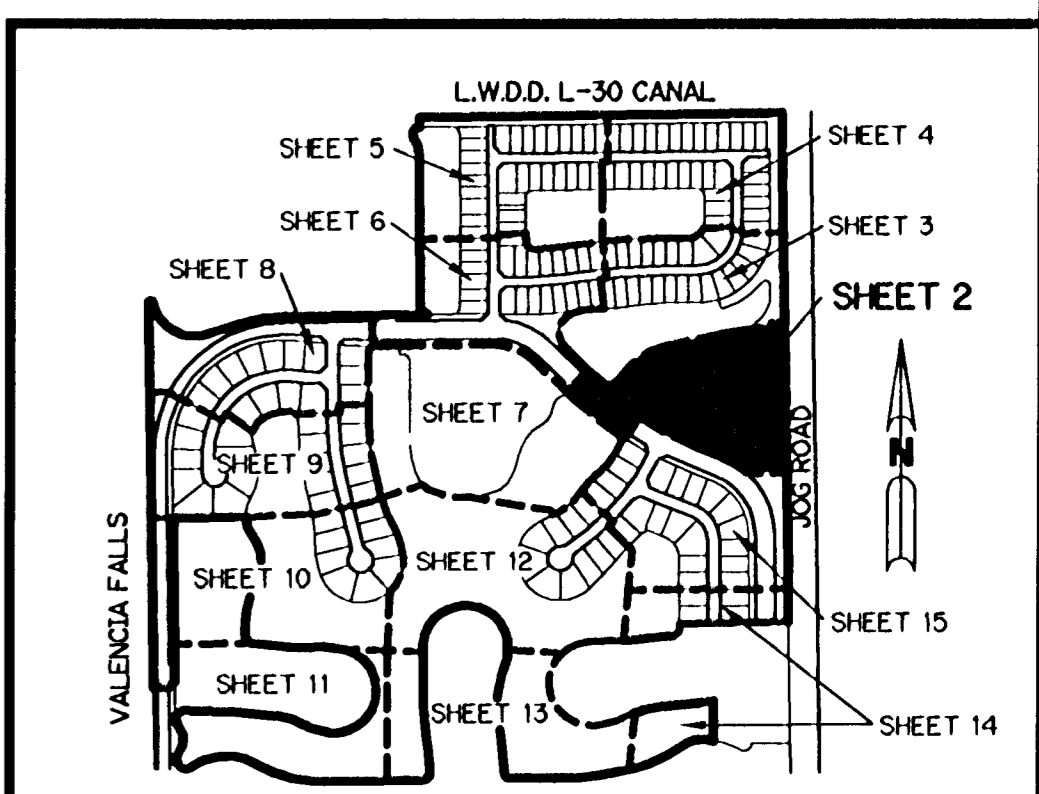 L.W.D.D. L-30 CANAL
SHEET 5
SHEET 4
SHEET 6
SHEET 3
SHEET 8
SHEET 2
SHEET 7
JOG ROAD
N
SHEET 9
VALENCIA FALLS
SHEET 10
SHEET 12
SHEET 15
SHEET 11
SHEET 13
SHEET 14